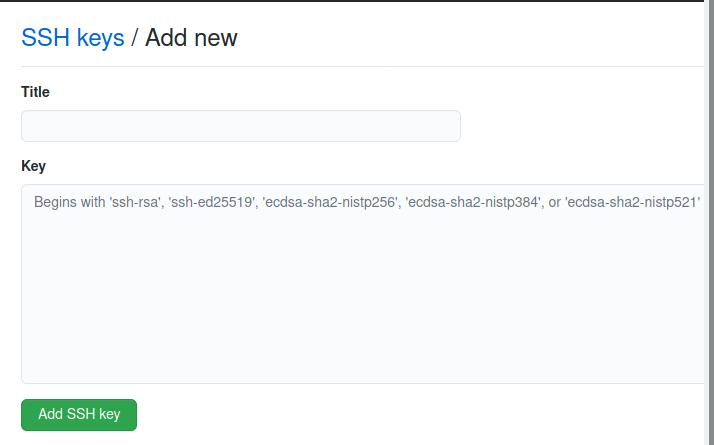 SSH keys / Add new
Title
Key
Begins with 'ssh-rsa', 'ssh-ed25519', 'ecdsa-sha2-nistp256', 'ecdsa-sha2-nistp384', or 'ecdsa-sha2-nistp521'
Add SSH key